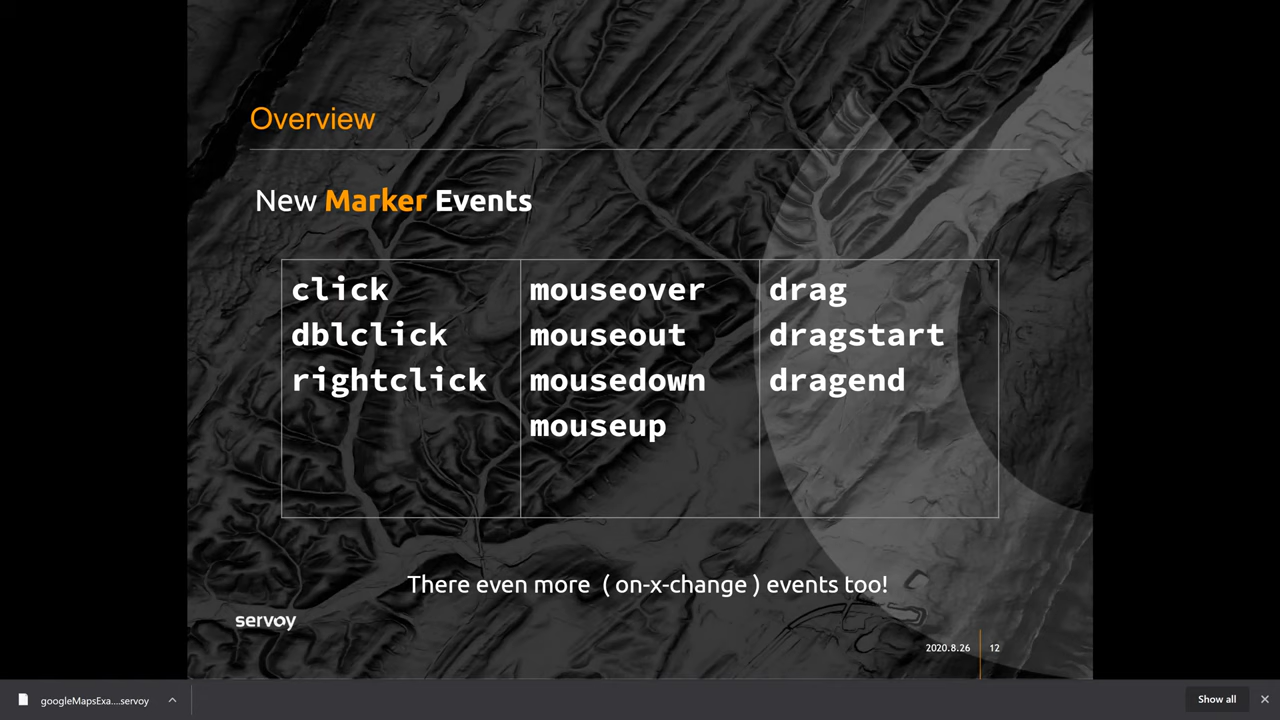 Overview
New Marker Events
click
dblclick
rightclick
mouseover
mouseout
mousedown
mouseup
drag
dragstart
dragend
There even more ( on-x-change ) events too!
servoy
2020.8.26
12
googleMapsExa....servoy
Show all